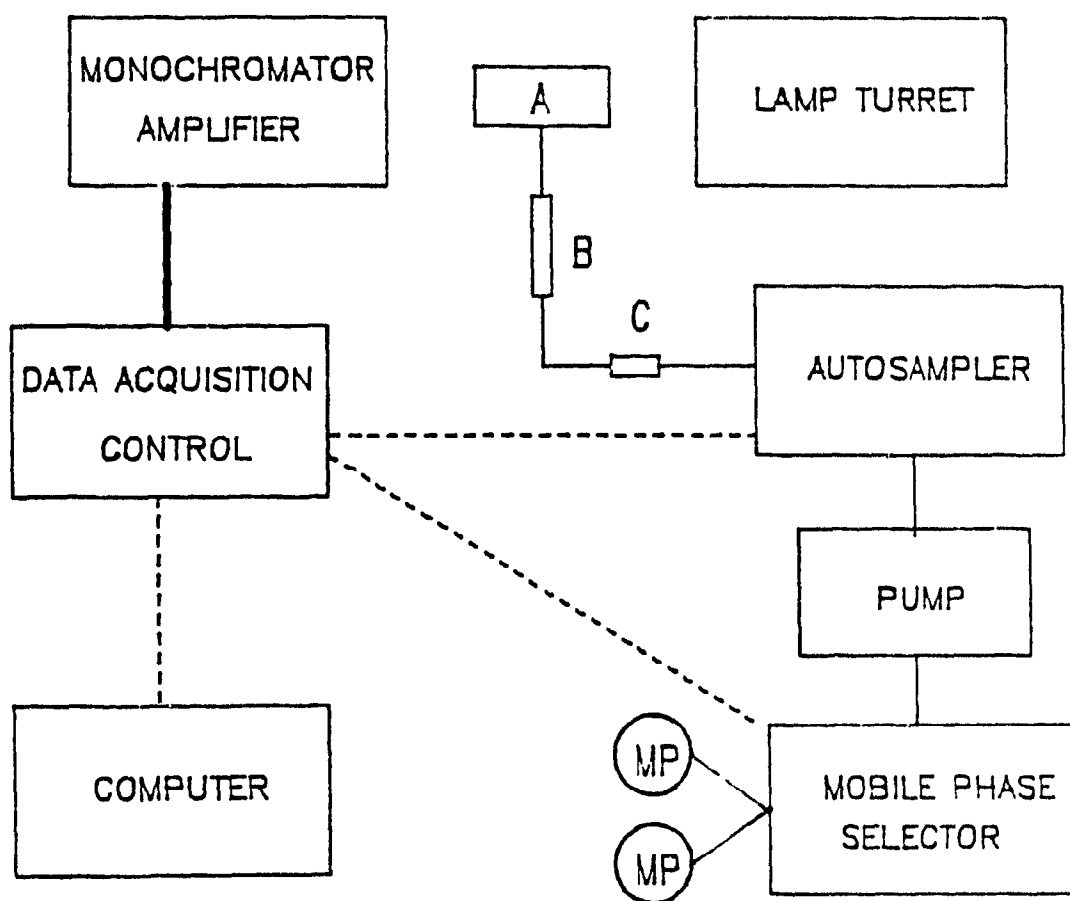 MONOCHROMATOR
AMPLIFIER
A
LAMP TURRET
B
C
DATA ACQUISITION
CONTROL
AUTOSAMPLER
PUMP
COMPUTER
MP
MP
MOBILE PHASE
SELECTOR